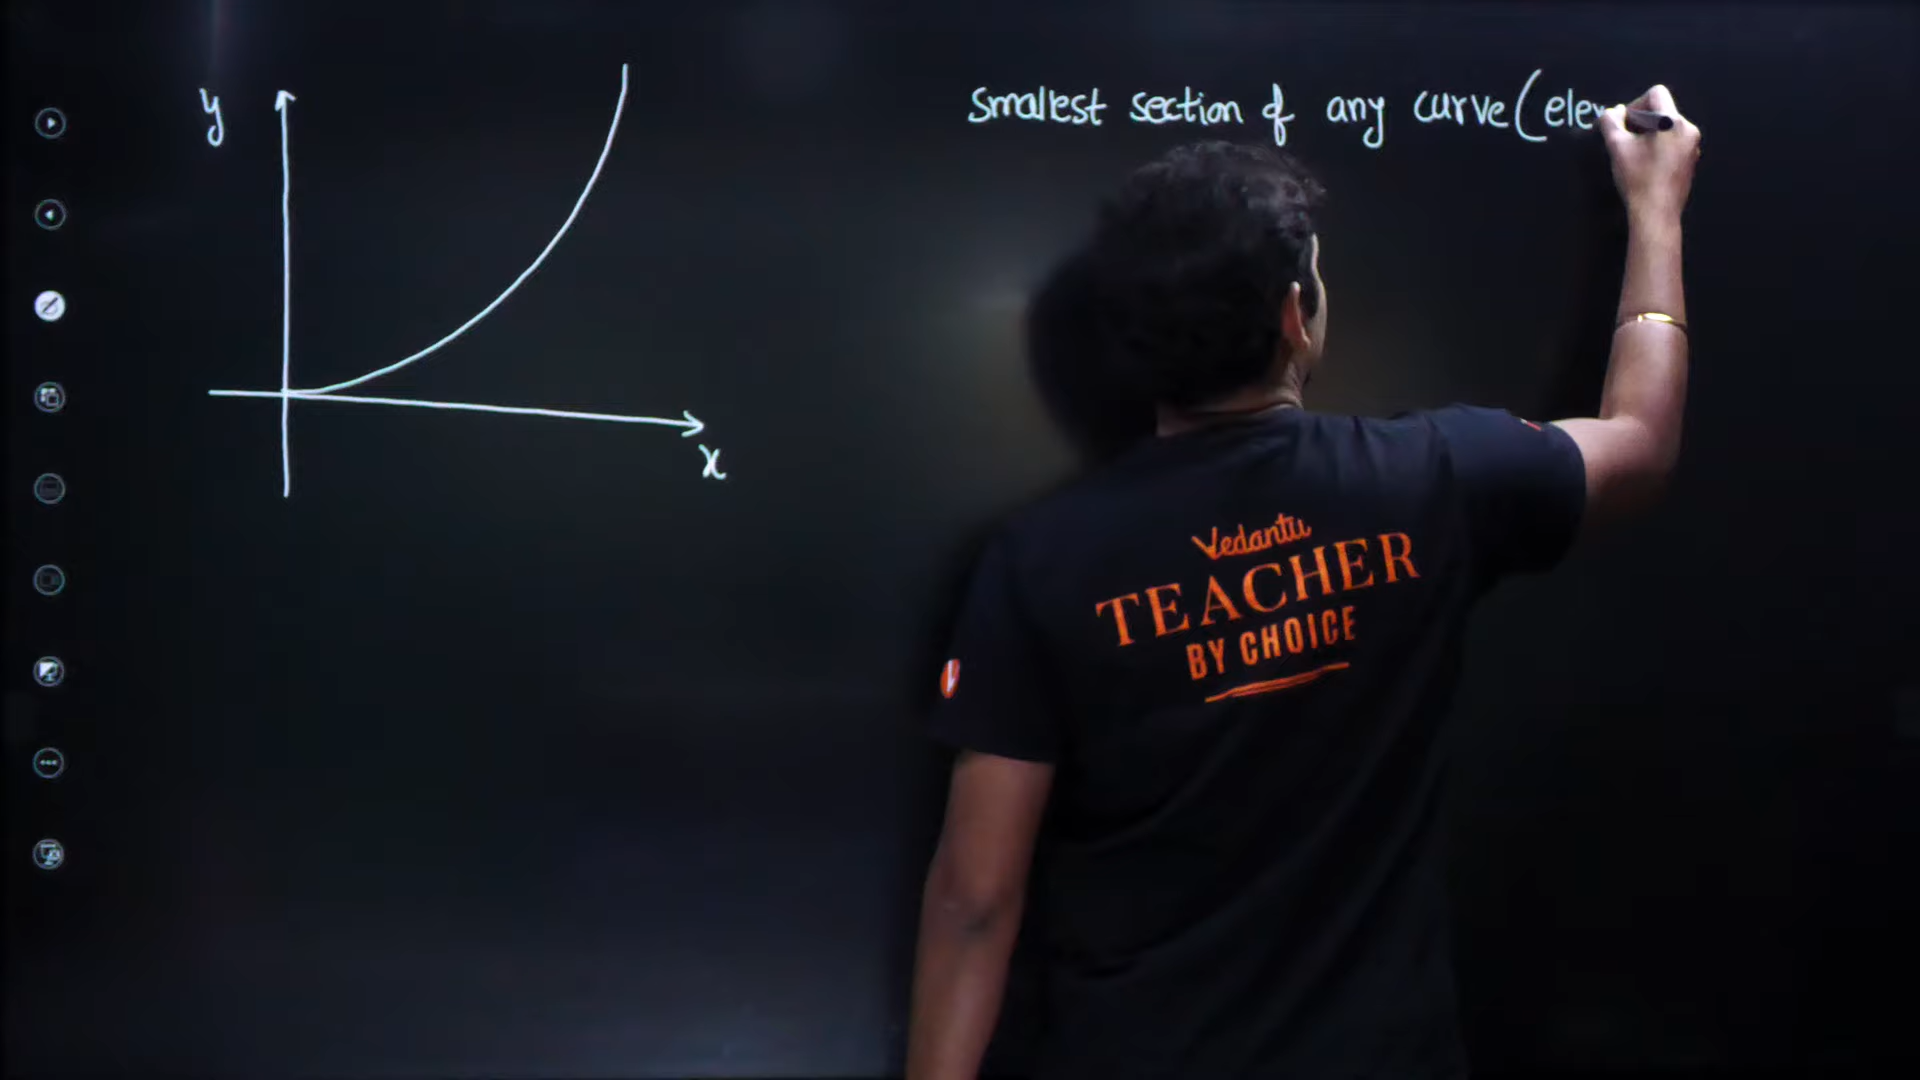 y
smallest section of any curve (ele
x
Vedantu
TEACHER
BY CHOICE